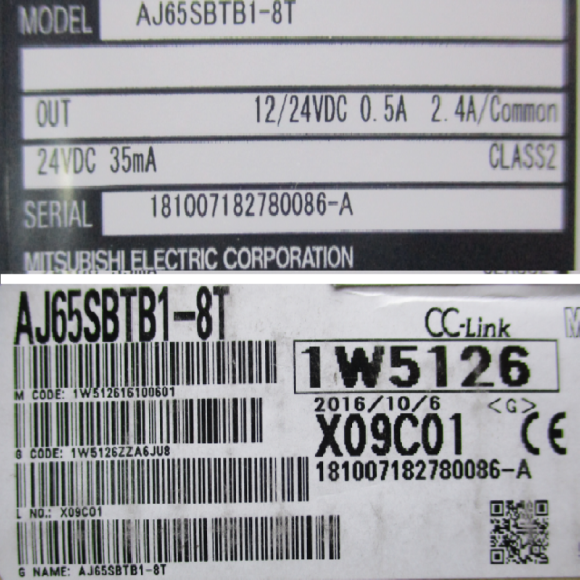 MODEL AJ65SBTB1-8T
OUT 12/24VDC 0.5A 2.4A/Common
24VDC 35mA CLASS2
SERIAL 181007182780086-A
MITSUBISHI ELECTRIC CORPORATION
AJ65SBTB1-8T
CC-Link
1W5126
M CODE: 1W512616100601
2016/10/6 <G>
X09C01 CE
G CODE: 1W5126ZZA6JU8
181007182780086-A
L NO.: X09C01
G NAME: AJ65SBTB1-8T